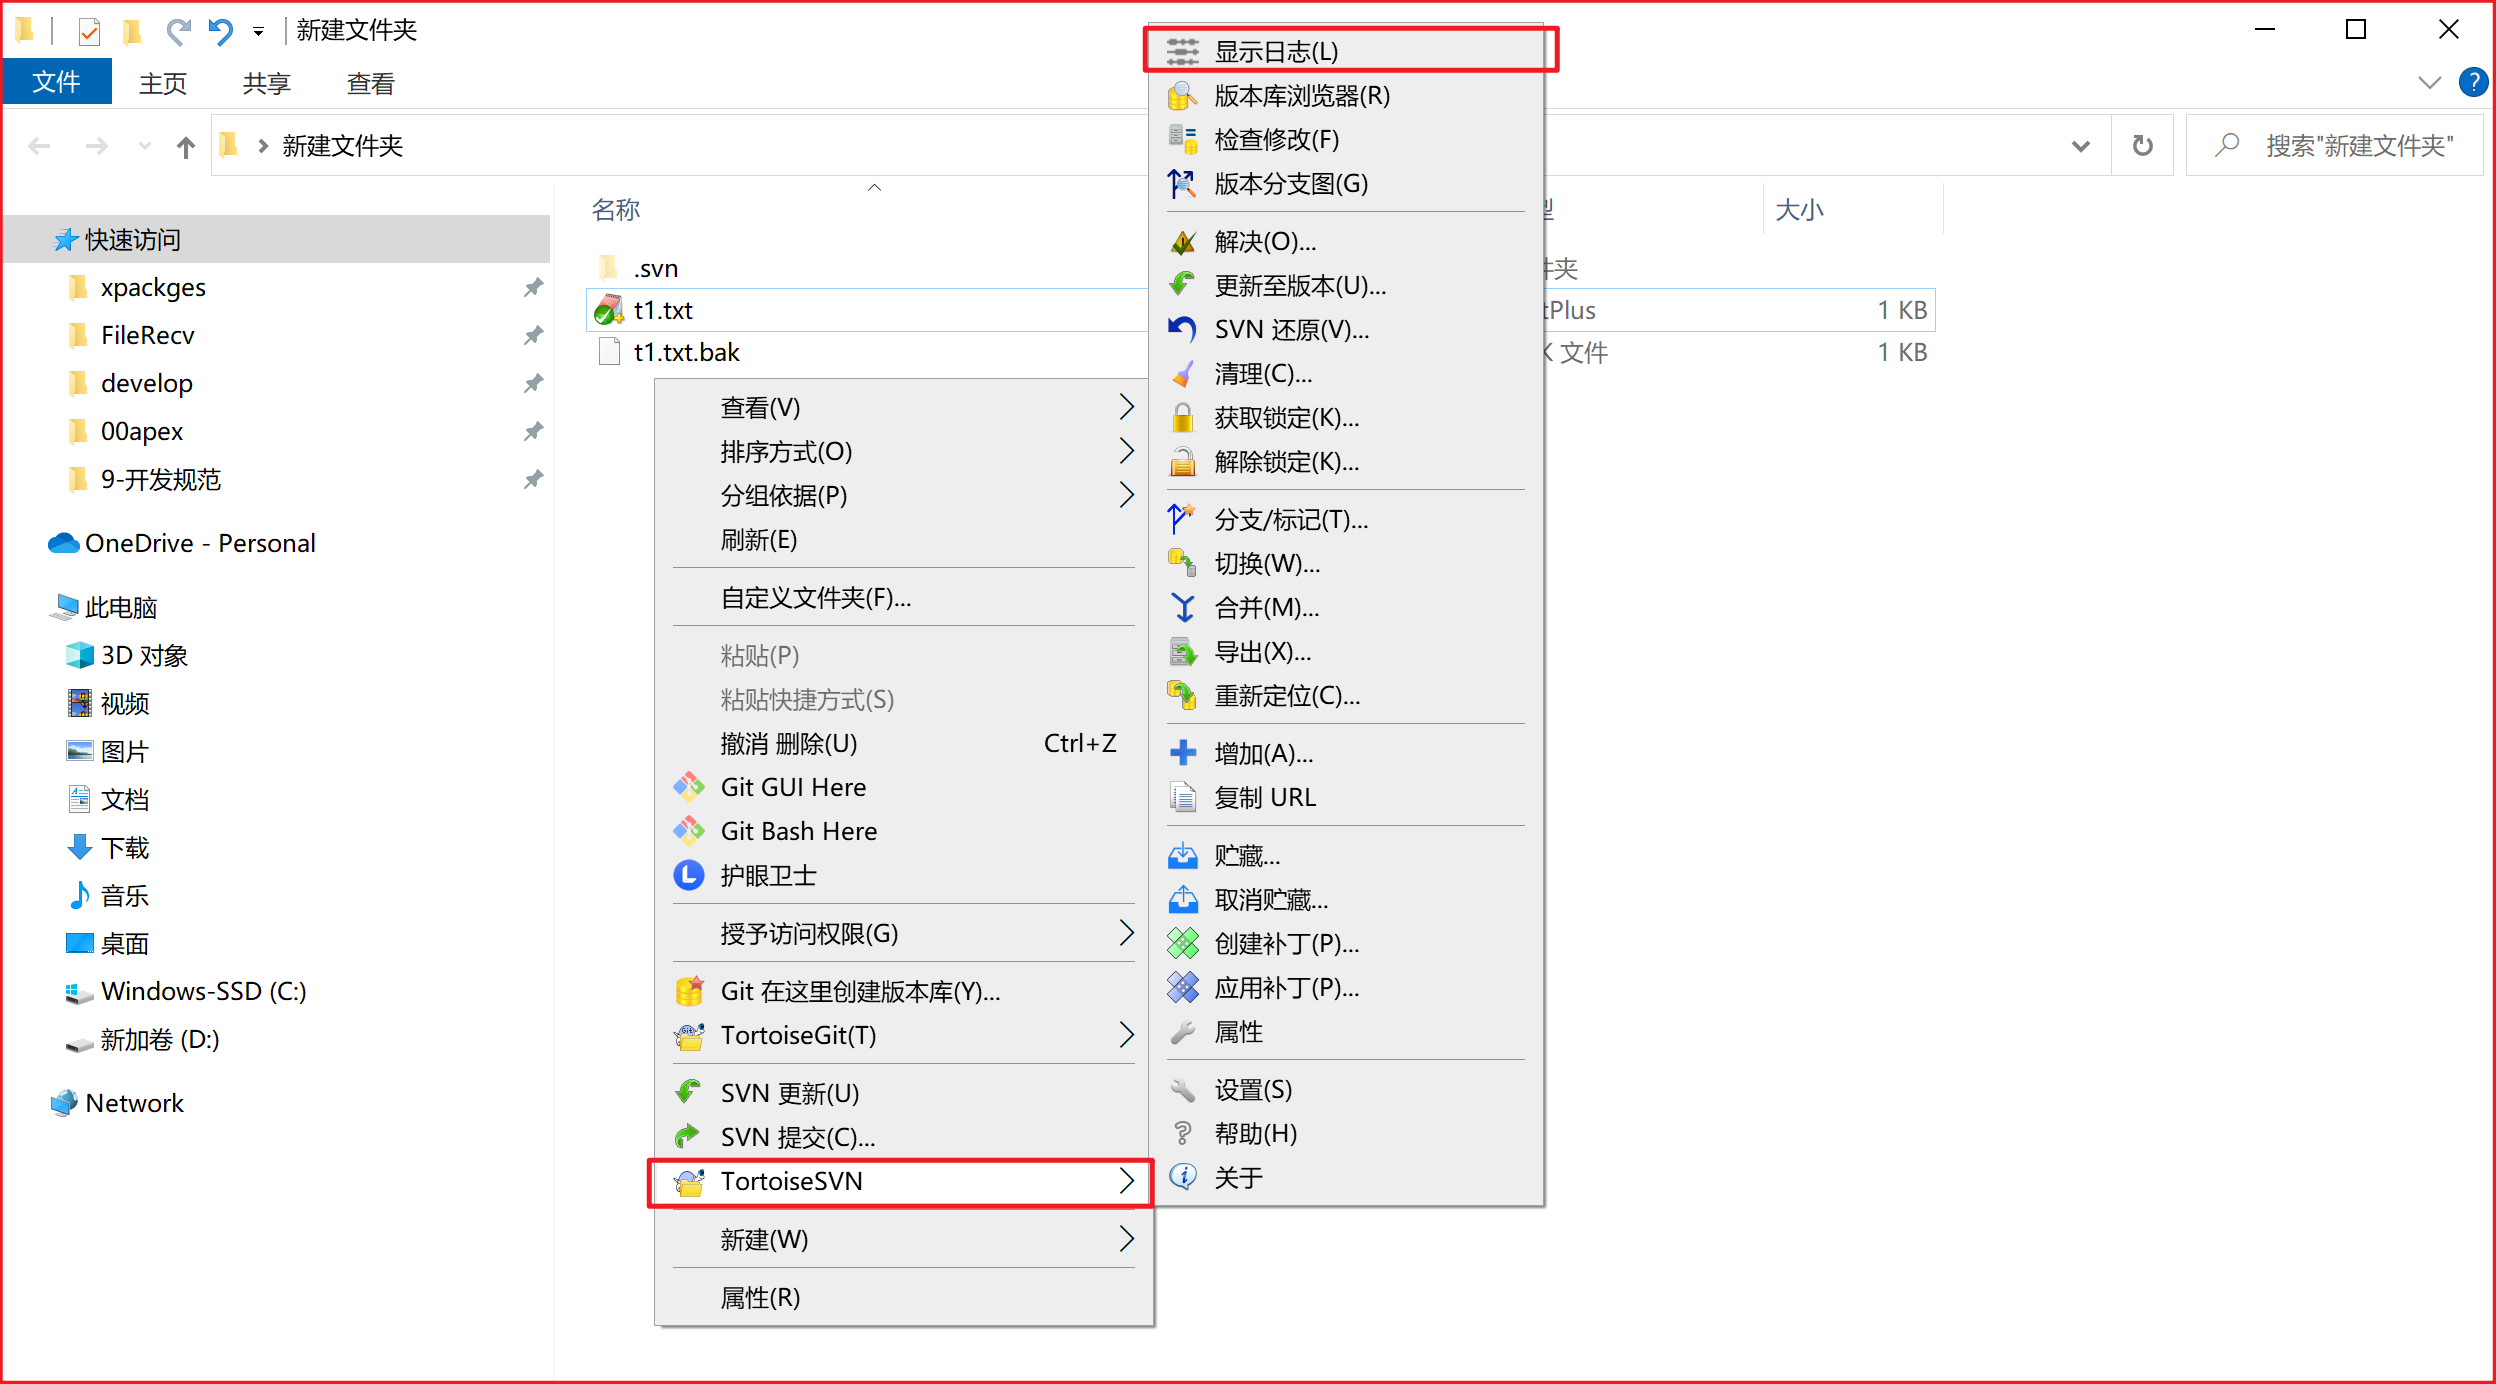 新建文件夹
文件 主页 共享 查看
新建文件夹
搜索"新建文件夹"
快速访问
xpackges
FileRecv
develop
00apex
9-开发规范
OneDrive - Personal
此电脑
3D 对象
视频
图片
文档
下载
音乐
桌面
Windows-SSD (C:)
新加卷 (D:)
Network
名称 型 大小
.svn 件夹
t1.txt tPlus 1 KB
t1.txt.bak K 文件 1 KB
查看(V)
排序方式(O)
分组依据(P)
刷新(E)
自定义文件夹(F)...
粘贴(P)
粘贴快捷方式(S)
撤消 删除(U) Ctrl+Z
Git GUI Here
Git Bash Here
护眼卫士
授予访问权限(G)
Git 在这里创建版本库(Y)...
TortoiseGit(T)
SVN 更新(U)
SVN 提交(C)...
TortoiseSVN
新建(W)
属性(R)
显示日志(L)
版本库浏览器(R)
检查修改(F)
版本分支图(G)
解决(O)...
更新至版本(U)...
SVN 还原(V)...
清理(C)...
获取锁定(K)...
解除锁定(K)...
分支/标记(T)...
切换(W)...
合并(M)...
导出(X)...
重新定位(C)...
增加(A)...
复制 URL
贮藏...
取消贮藏...
创建补丁(P)...
应用补丁(P)...
属性
设置(S)
帮助(H)
关于